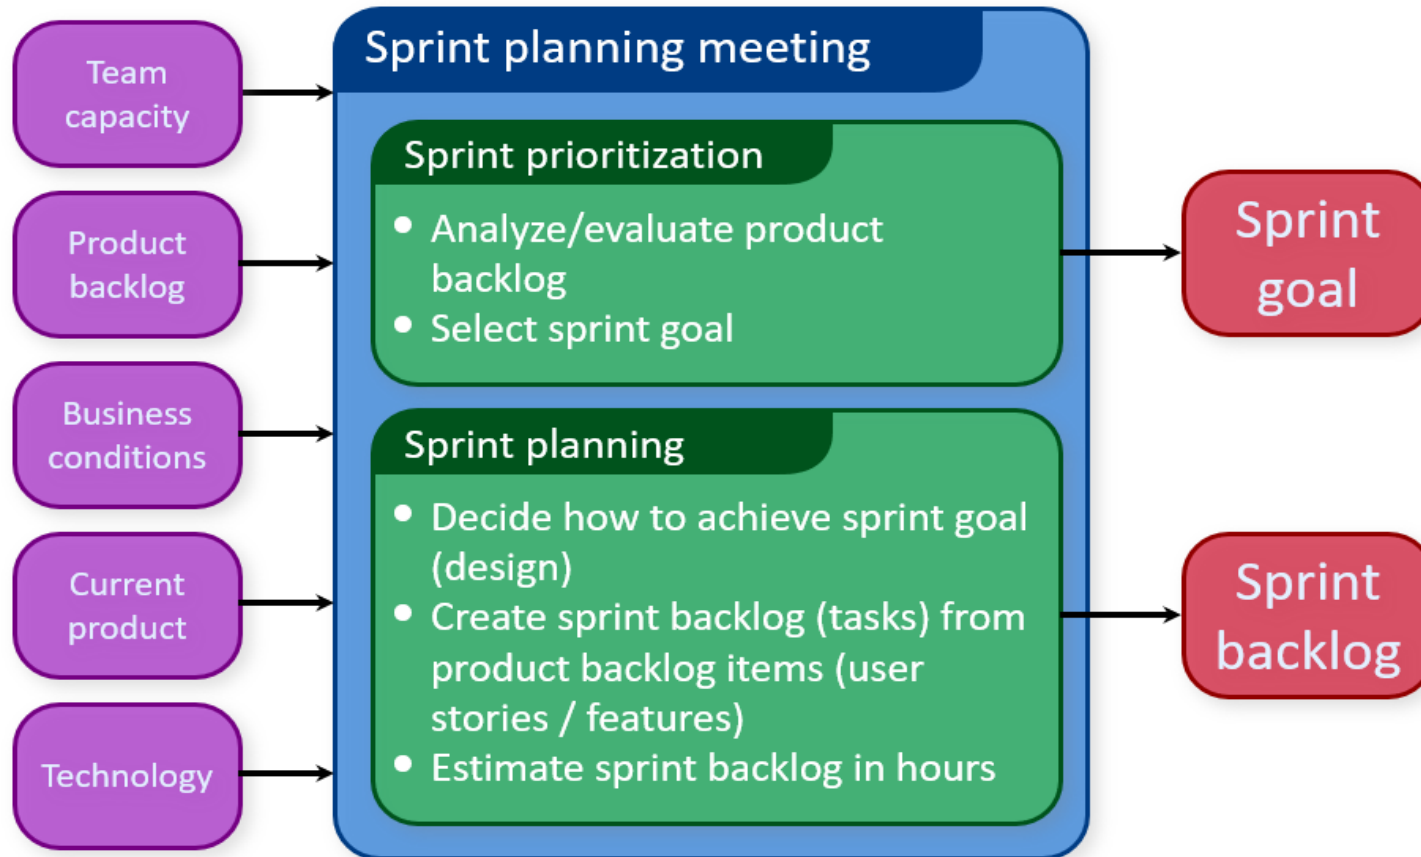 Team
capacity
Product
backlog
Business
conditions
Current
product
Technology
Sprint planning meeting
Sprint prioritization
• Analyze/evaluate product
backlog
• Select sprint goal
Sprint planning
• Decide how to achieve sprint goal
(design)
• Create sprint backlog (tasks) from
product backlog items (user
stories / features)
• Estimate sprint backlog in hours
Sprint
goal
Sprint
backlog